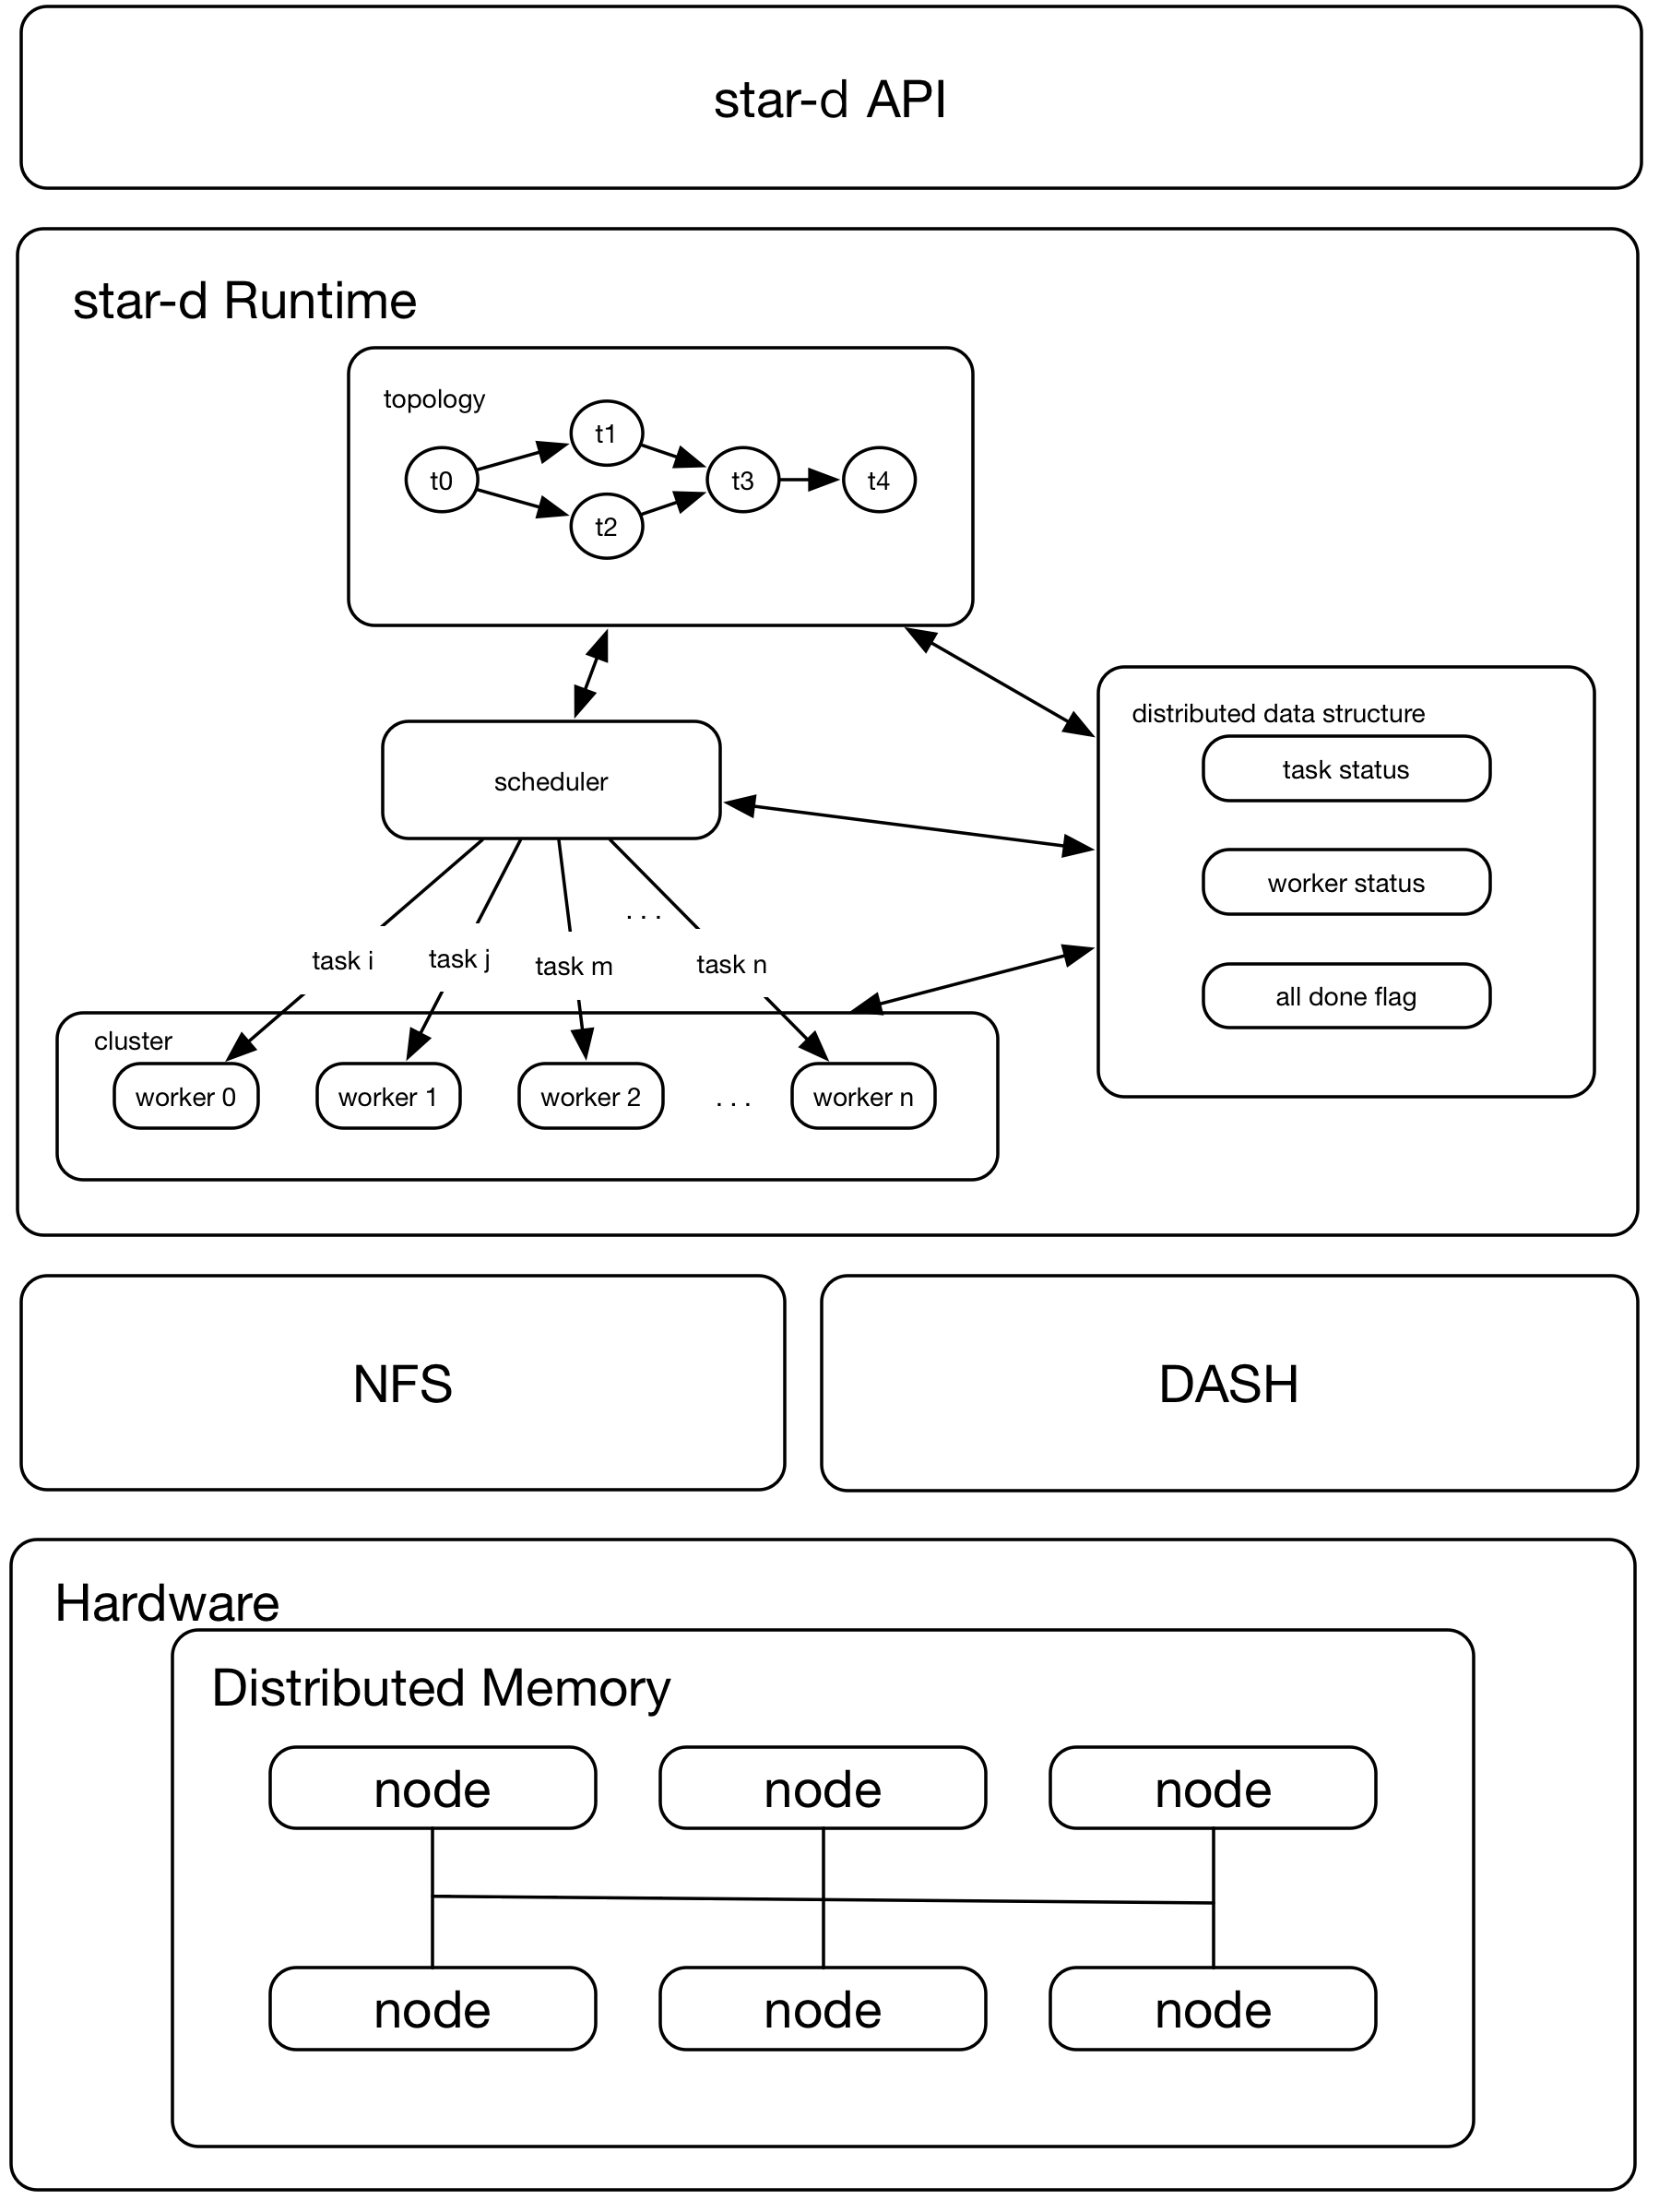 star-d API
star-d Runtime
topology
t0
t1
t2
t3
t4
scheduler
distributed data structure
task status
worker status
all done flag
. . .
task i
task j
task m
task n
cluster
worker 0
worker 1
worker 2
. . .
worker n
NFS
DASH
Hardware
Distributed Memory
node
node
node
node
node
node